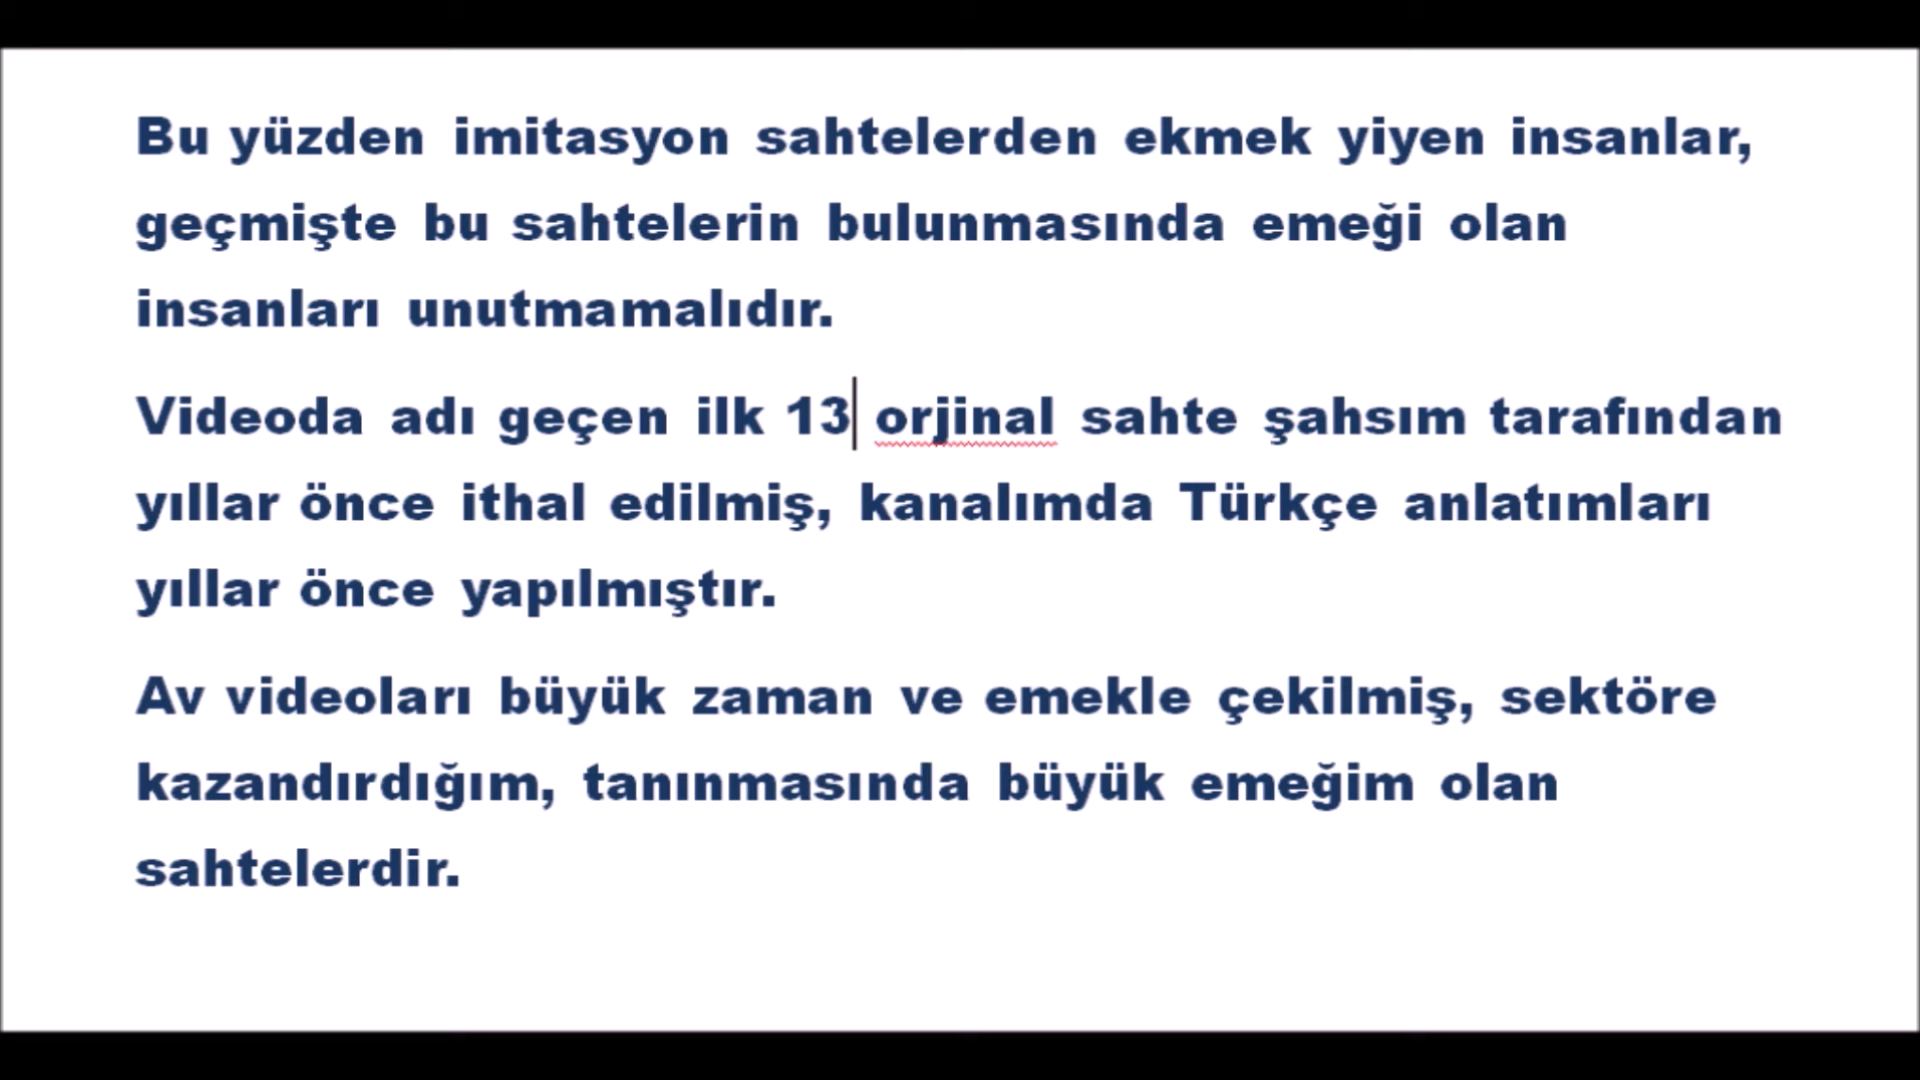 Bu yüzden imitasyon sahtelerden ekmek yiyen insanlar,
geçmişte bu sahtelerin bulunmasında emeği olan
insanları unutmamalıdır.
Videoda adı geçen ilk 13 orjinal sahte şahsım tarafından
yıllar önce ithal edilmiş, kanalımda Türkçe anlatımları
yıllar önce yapılmıştır.
Av videoları büyük zaman ve emekle çekilmiş, sektöre
kazandırdığım, tanınmasında büyük emeğim olan
sahtelerdir.